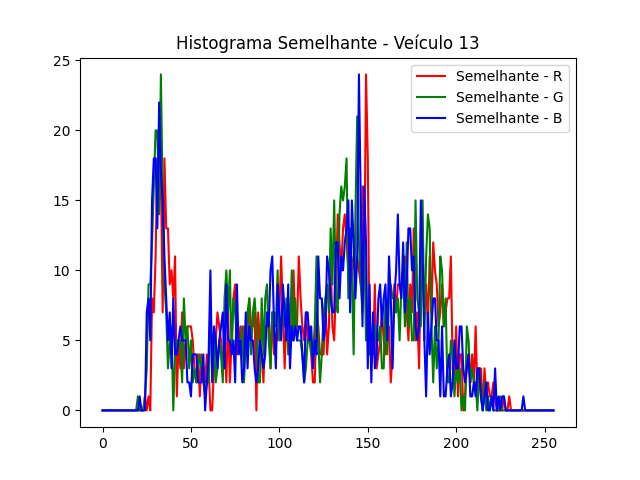 Histograma Semelhante - Veículo 13
25
20
15
10
5
0
Semelhante - R
Semelhante - G
Semelhante - B
0 50 100 150 200 250